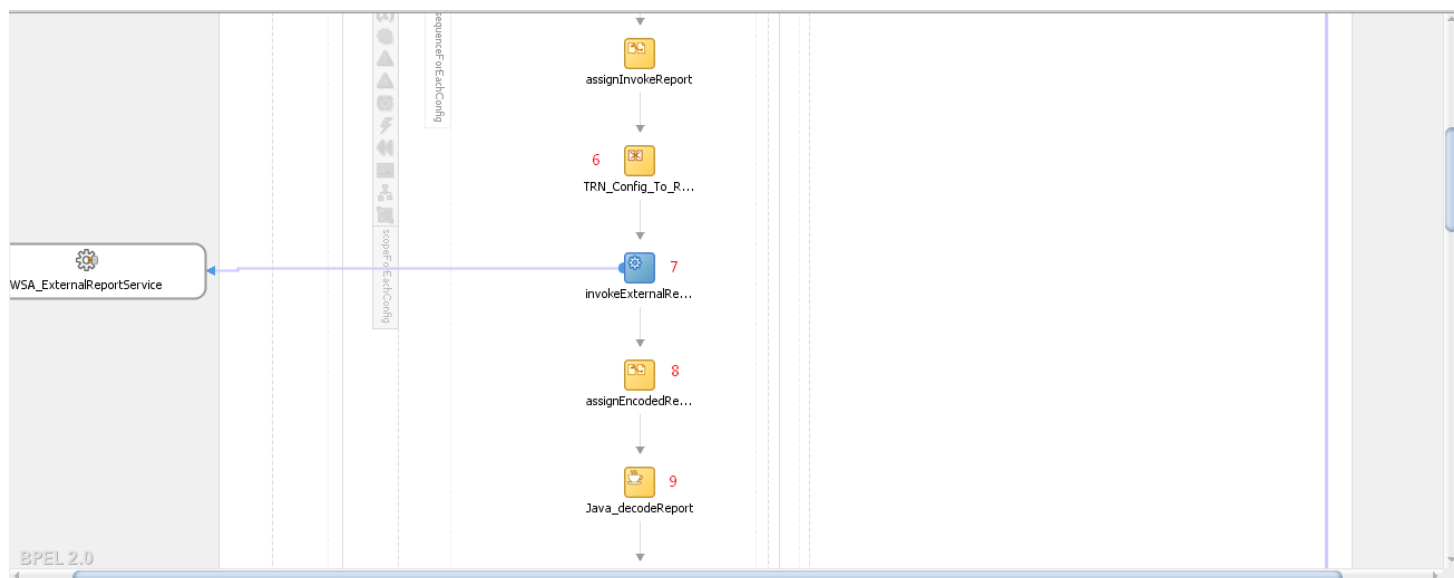 sequenceForEachConfig
assignInvokeReport
6
TRN_Config_To_R...
scopeForEachConfig
WSA_ExternalReportService
7
invokeExternalRe...
8
assignEncodedRe...
9
Java_decodeReport
BPEL 2.0